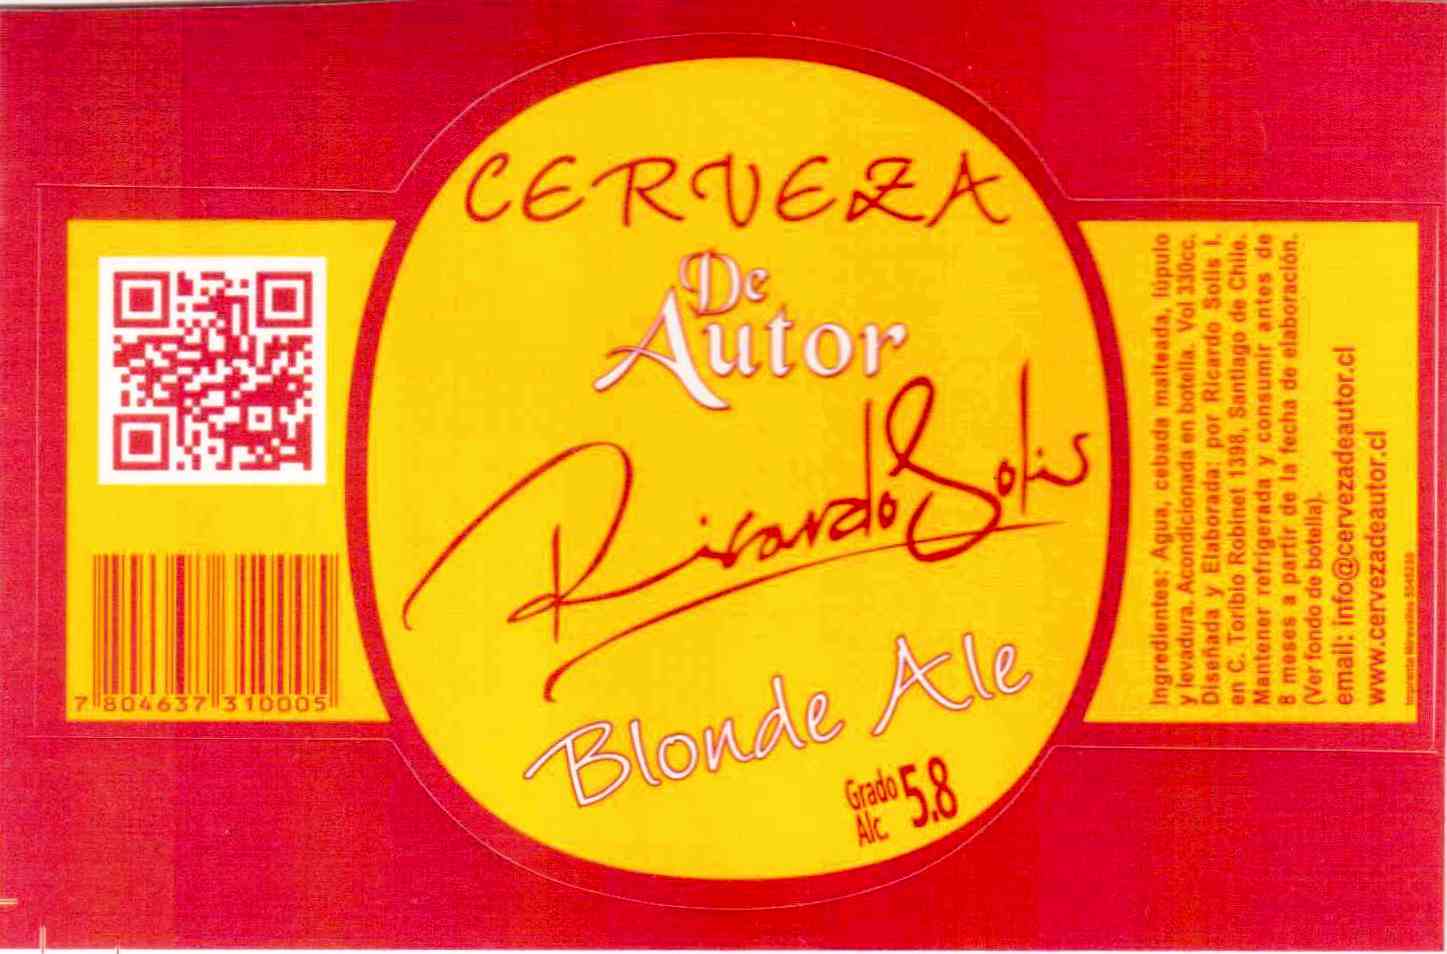 CERVEZA
De
Autor
Ricardo Solis
Blonde Ale
Grado
Alc. 5.8
7 804637 310005
Ingredientes: Agua, cebada malteada, lúpulo
y levadura. Acondicionada en botella. Vol 330cc.
Diseñada y Elaborada: por Ricardo Solis I.
en C. Toribio Robinet 1398, Santiago de Chile.
Mantener refrigerada y consumir antes de
8 meses a partir de la fecha de elaboración.
(Ver fondo de botella).
email: info@cervezadeautor.cl
www.cervezadeautor.cl
Imprenta Maravilles